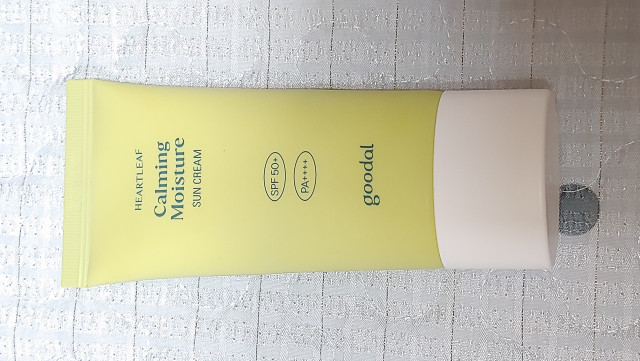 HEARTLEAF
Calming
Moisture
SUN CREAM
SPF 50+
PA++++
goodal